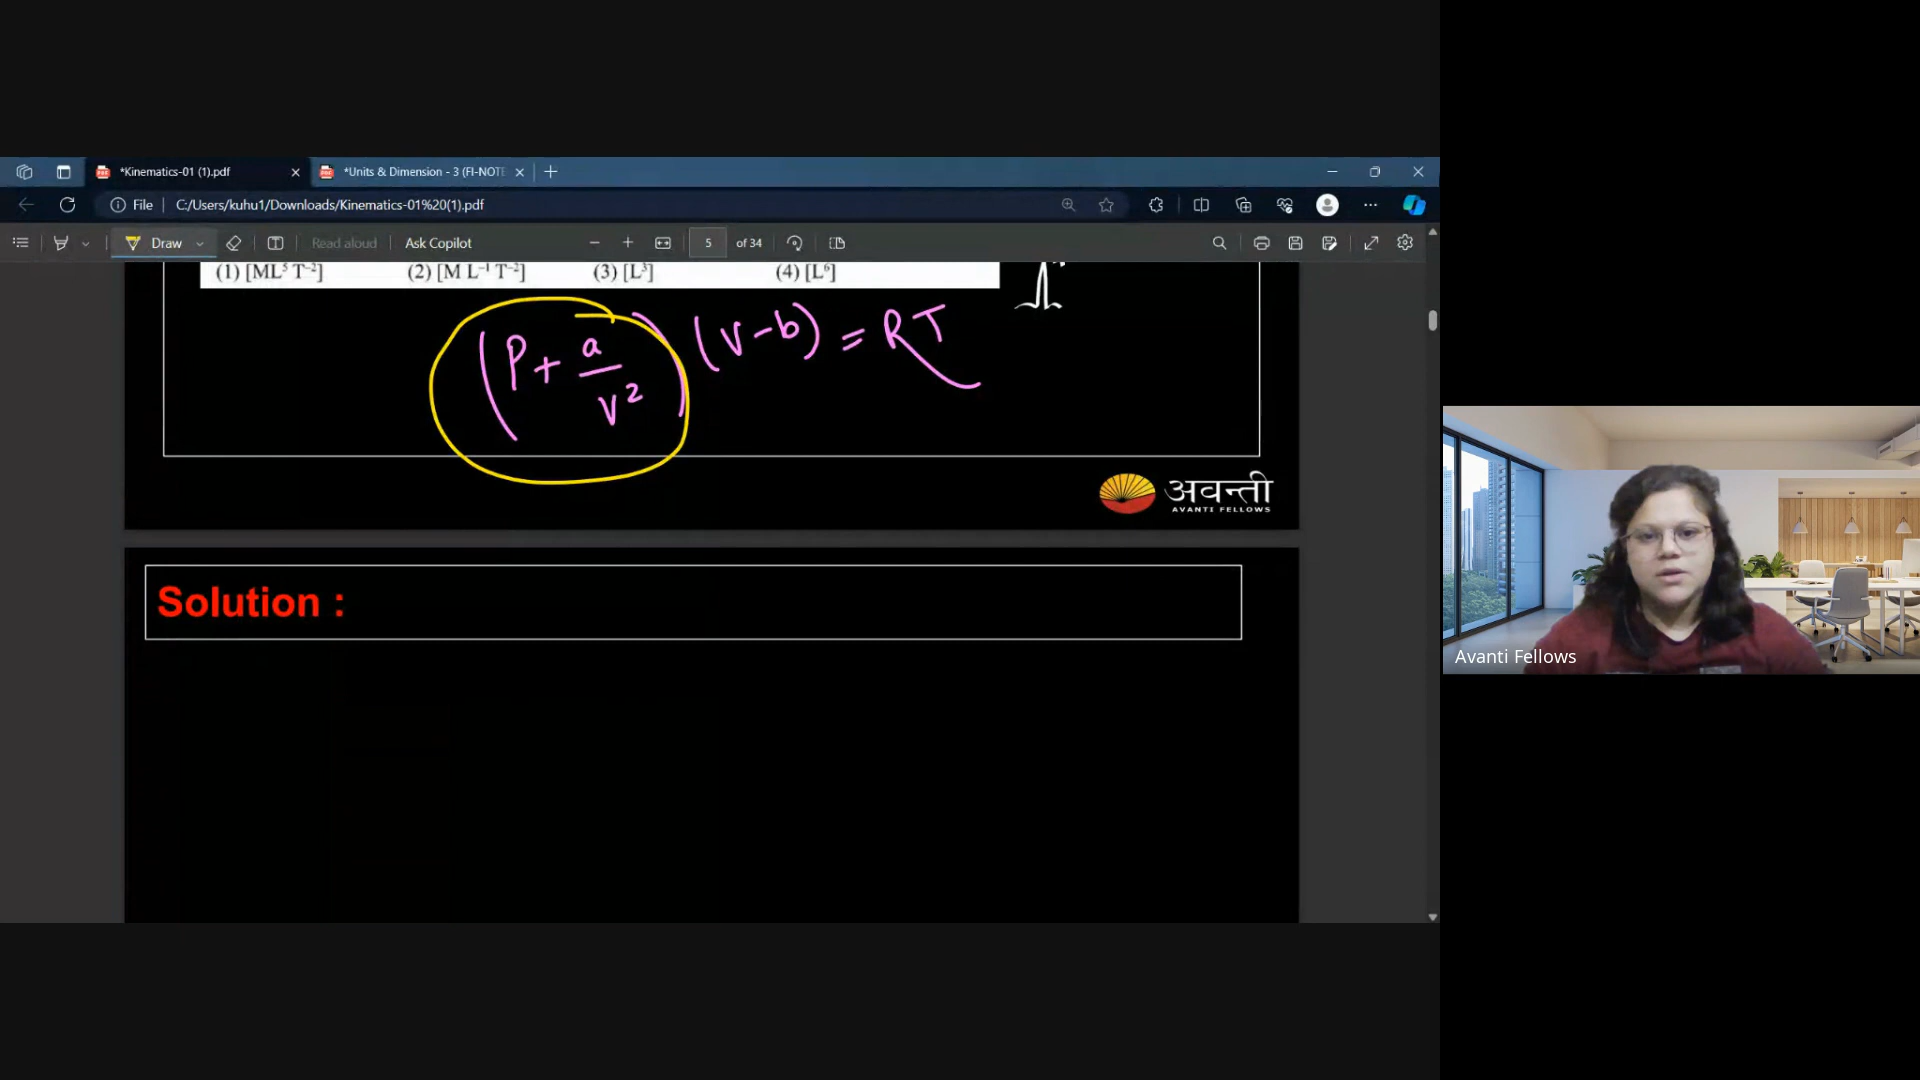 *Kinematics-01 (1).pdf
*Units & Dimension - 3 (FI-NOTE
File C:/Users/kuhu1/Downloads/Kinematics-01%20(1).pdf
Draw Read aloud Ask Copilot 5 of 34
(1) [ML⁵ T⁻²] (2) [M L⁻¹ T⁻²] (3) [L³] (4) [L⁶]
(P + a/v²) (v-b) = RT
अवन्ती
AVANTI FELLOWS
Solution :
Avanti Fellows